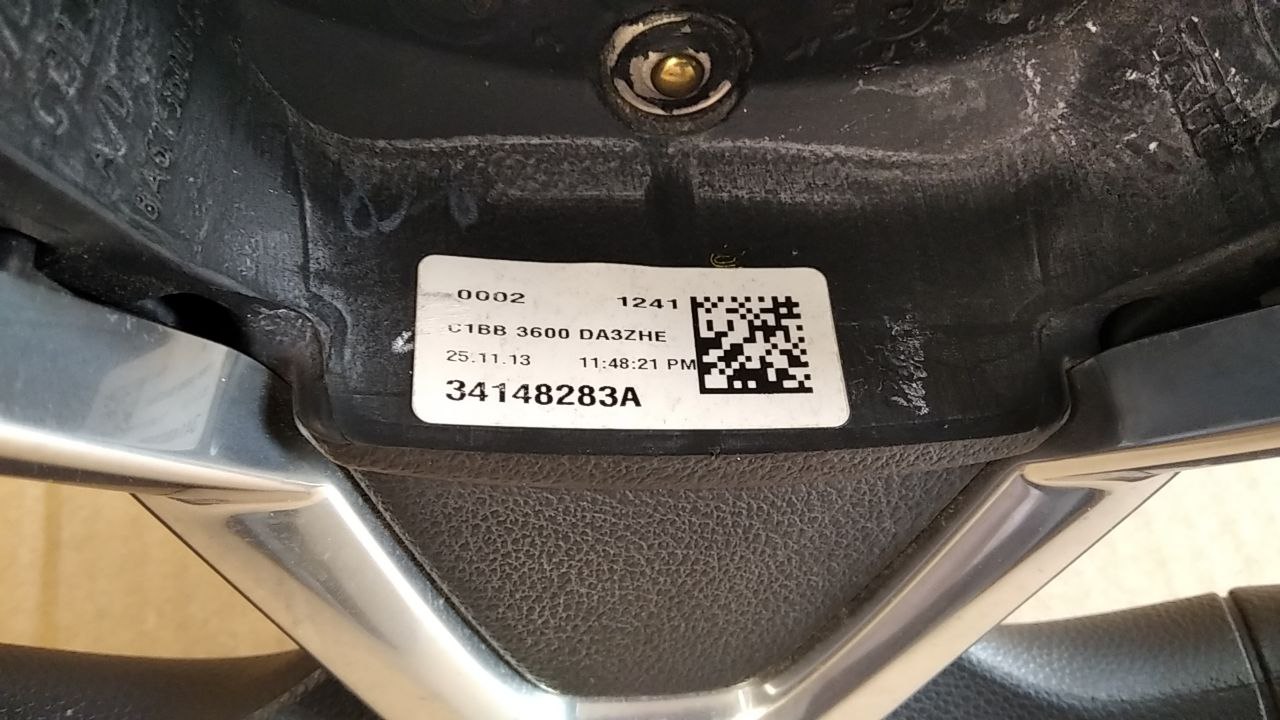 0002 1241
C1BB 3600 DA3ZHE
25.11.13 11:48:21 PM
34148283A